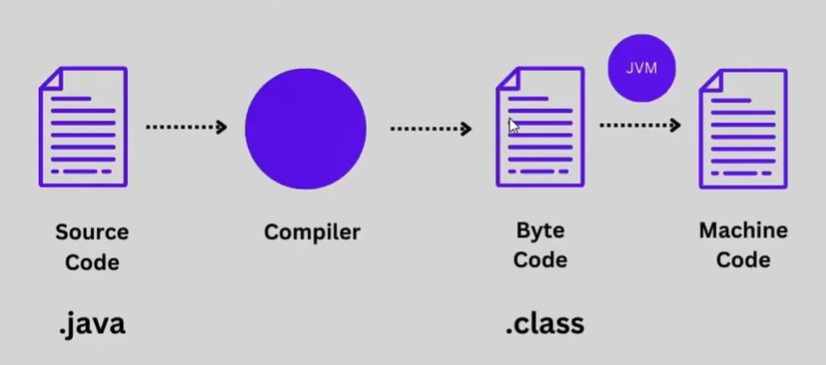 JVM
Source
Code
Compiler
Byte
Code
Machine
Code
.java
.class